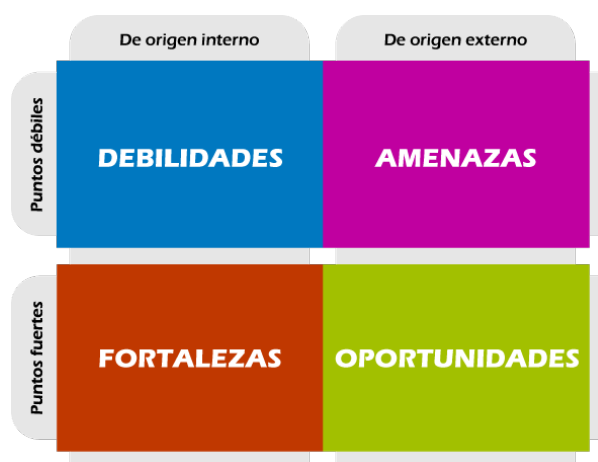 De origen interno
De origen externo
Puntos débiles
DEBILIDADES
AMENAZAS
Puntos fuertes
FORTALEZAS
OPORTUNIDADES